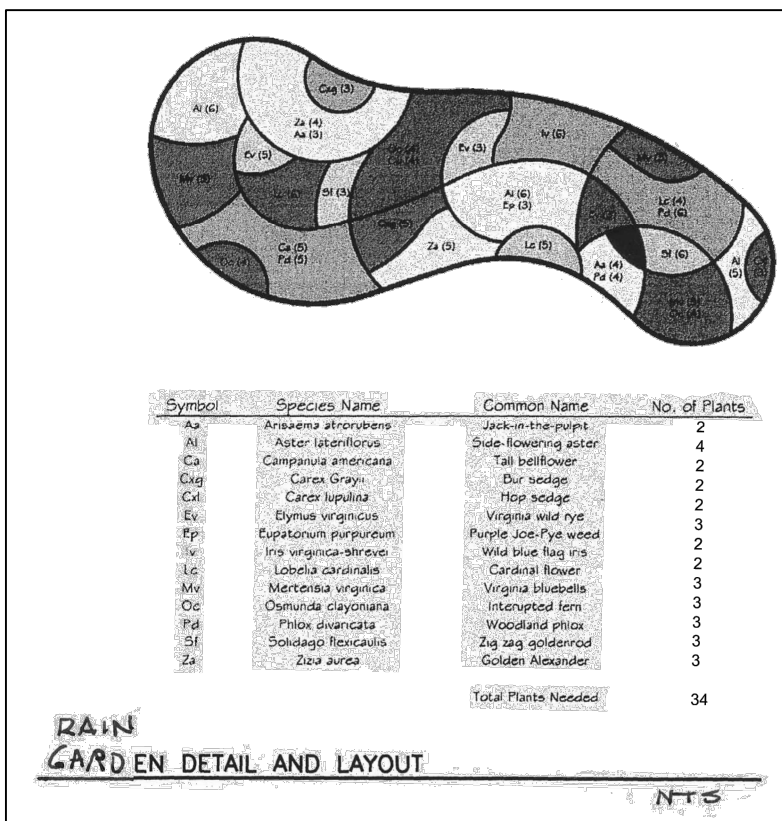 Cxg (3)
Al (6)
Za (4)
Aa (3)
Iv (6)
Ev (3)
Ev (5)
Mv (3)
Sf (3)
Al (6)
Ep (3)
Lc (4)
Pd (6)
Ca (5)
Pd (5)
Oc (4)
Za (5)
Lc (5)
Sf (6)
Al
(5)
Aa (4)
Pd (4)
Symbol Species Name Common Name No. of Plants
Aa Arisaema atrorubens Jack-in-the-pulpit 2
Al Aster lateriflorus Side-flowering aster 4
Ca Campanula americana Tall bellflower 2
Cxg Carex Grayii Bur sedge 2
Cxl Carex lupulina Hop sedge 2
Ev Elymus virginicus Virginia wild rye 3
Ep Eupatorium purpureum Purple Joe-Pye weed 2
Iv Iris virginica-shrevei Wild blue flag iris 2
Lc Lobelia cardinalis Cardinal flower 3
Mv Mertensia virginica Virginia bluebells 3
Oc Osmunda clayoniana Interupted fern 3
Pd Phlox divaricata Woodland phlox 3
Sf Solidago flexicaulis Zig zag goldenrod 3
Za Zizia aurea Golden Alexander 3
Total Plants Needed 34
RAIN
GARDEN DETAIL AND LAYOUT
NTS